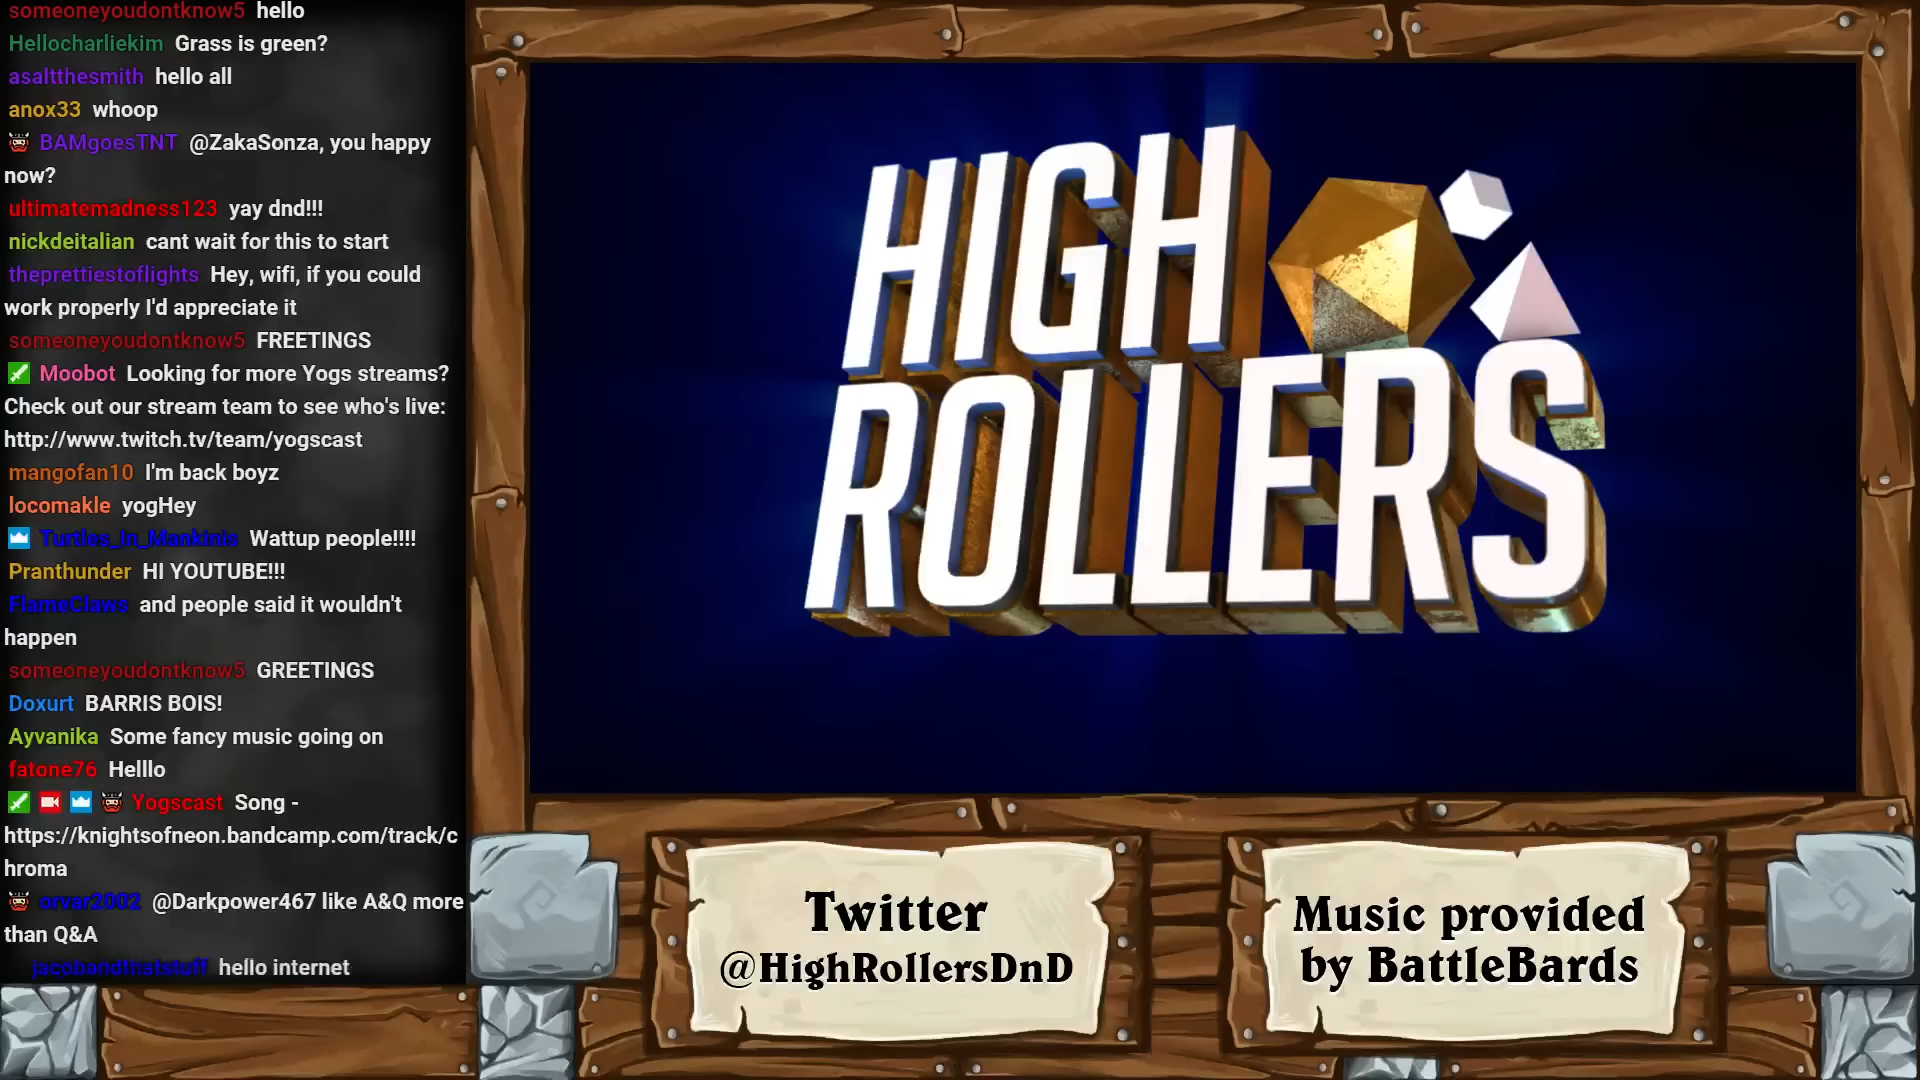 someoneyoudontknow5 hello
Hellocharliekim Grass is green?
asaltthesmith hello all
anox33 whoop
BAMgoesTNT @ZakaSonza, you happy
now?
ultimatemadness123 yay dnd!!!
nickdeitalian cant wait for this to start
theprettiestoflights Hey, wifi, if you could
work properly I'd appreciate it
someoneyoudontknow5 FREETINGS
Moobot Looking for more Yogs streams?
Check out our stream team to see who's live:
http://www.twitch.tv/team/yogscast
mangofan10 I'm back boyz
locomakle yogHey
Turtles_In_Mankinis Wattup people!!!!
Pranthunder HI YOUTUBE!!!
FlameClaws and people said it wouldn't
happen
someoneyoudontknow5 GREETINGS
Doxurt BARRIS BOIS!
Ayvanika Some fancy music going on
fatone76 Helllo
Yogscast Song -
https://knightsofneon.bandcamp.com/track/c
hroma
orvar2002 @Darkpower467 like A&Q more
than Q&A
jacobandthatstuff hello internet
HIGH
ROLLERS
Twitter
@HighRollersDnD
Music provided
by BattleBards